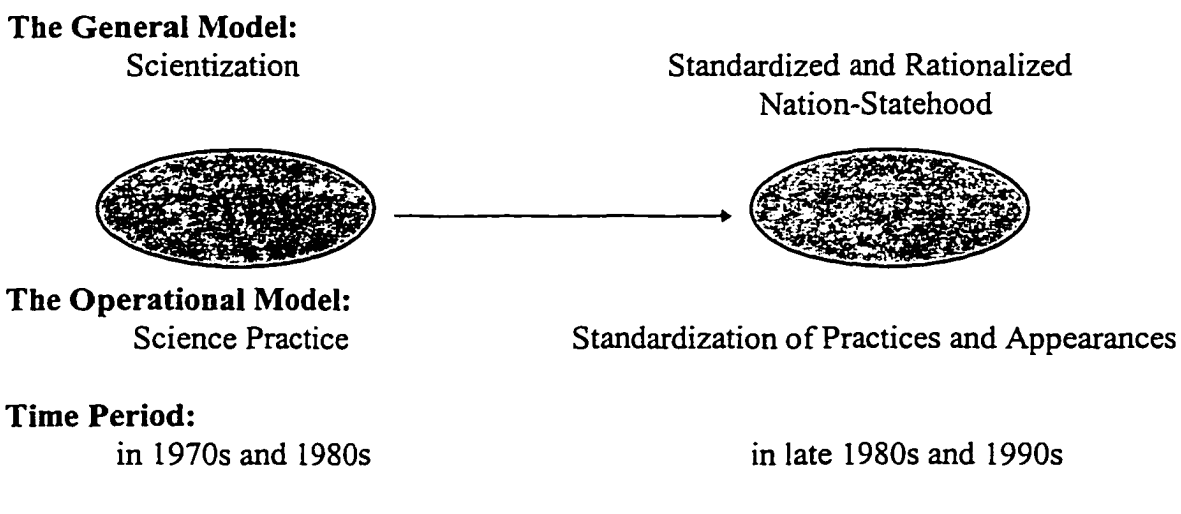 The General Model:
Scientization
Standardized and Rationalized
Nation-Statehood
The Operational Model:
Science Practice
Standardization of Practices and Appearances
Time Period:
in 1970s and 1980s
in late 1980s and 1990s